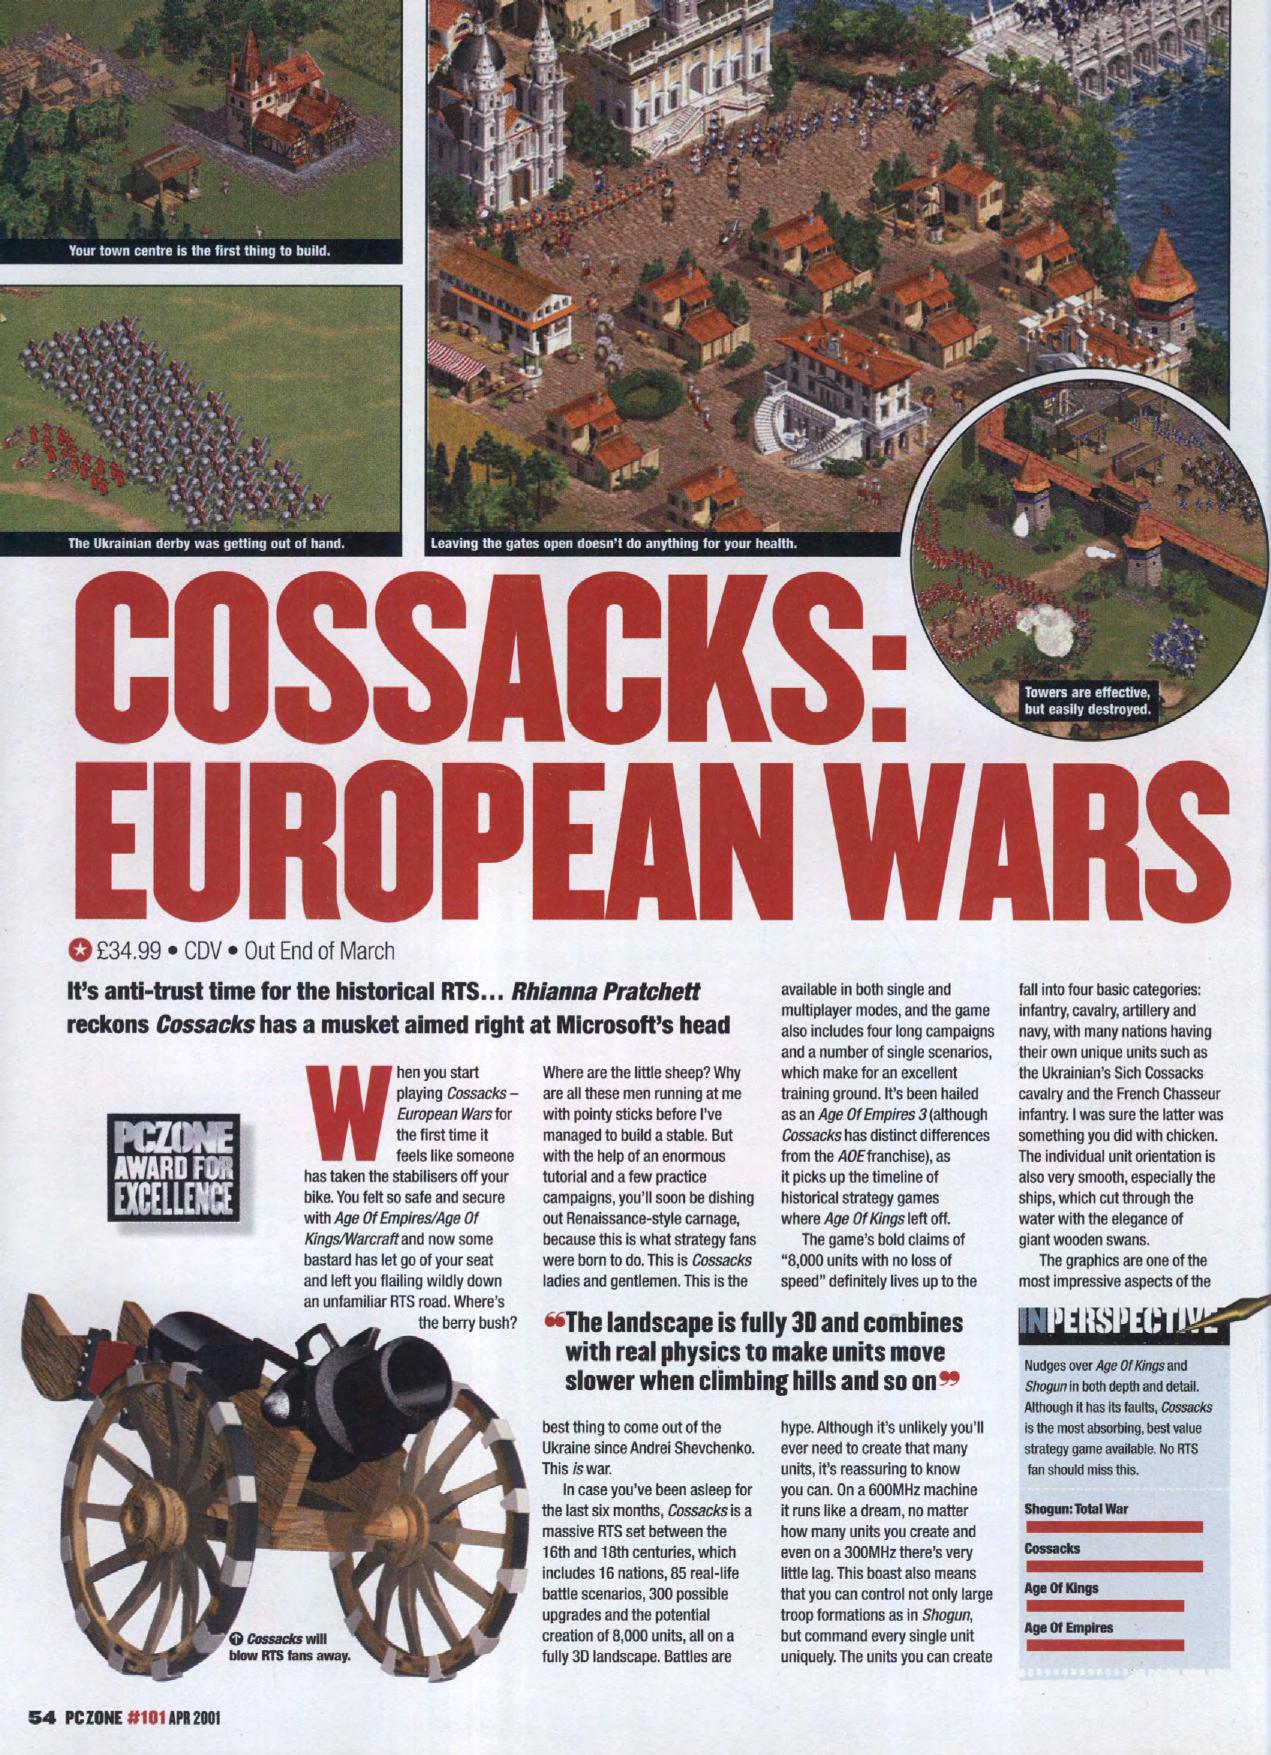 Your town centre is the first thing to build.
The Ukrainian derby was getting out of hand.
Leaving the gates open doesn't do anything for your health.
Towers are effective,
but easily destroyed.
COSSACKS:
EUROPEAN WARS
£34.99 • CDV • Out End of March
It's anti-trust time for the historical RTS... Rhianna Pratchett
reckons Cossacks has a musket aimed right at Microsoft's head
PCZONE
AWARD FOR
EXCELLENCE
When you start
playing Cossacks –
European Wars for
the first time it
feels like someone
has taken the stabilisers off your
bike. You felt so safe and secure
with Age Of Empires/Age Of
Kings/Warcraft and now some
bastard has let go of your seat
and left you flailing wildly down
an unfamiliar RTS road. Where's
the berry bush?
Where are the little sheep? Why
are all these men running at me
with pointy sticks before I've
managed to build a stable. But
with the help of an enormous
tutorial and a few practice
campaigns, you'll soon be dishing
out Renaissance-style carnage,
because this is what strategy fans
were born to do. This is Cossacks
ladies and gentlemen. This is the
best thing to come out of the
Ukraine since Andrei Shevchenko.
This is war.
In case you've been asleep for
the last six months, Cossacks is a
massive RTS set between the
16th and 18th centuries, which
includes 16 nations, 85 real-life
battle scenarios, 300 possible
upgrades and the potential
creation of 8,000 units, all on a
fully 3D landscape. Battles are
available in both single and
multiplayer modes, and the game
also includes four long campaigns
and a number of single scenarios,
which make for an excellent
training ground. It's been hailed
as an Age Of Empires 3 (although
Cossacks has distinct differences
from the AOE franchise), as
it picks up the timeline of
historical strategy games
where Age Of Kings left off.
The game's bold claims of
“8,000 units with no loss of
speed” definitely lives up to the
“The landscape is fully 3D and combines
with real physics to make units move
slower when climbing hills and so on”
hype. Although it's unlikely you'll
ever need to create that many
units, it's reassuring to know
you can. On a 600MHz machine
it runs like a dream, no matter
how many units you create and
even on a 300MHz there's very
little lag. This boast also means
that you can control not only large
troop formations as in Shogun,
but command every single unit
uniquely. The units you can create
fall into four basic categories:
infantry, cavalry, artillery and
navy, with many nations having
their own unique units such as
the Ukrainian's Sich Cossacks
cavalry and the French Chasseur
infantry. I was sure the latter was
something you did with chicken.
The individual unit orientation is
also very smooth, especially the
ships, which cut through the
water with the elegance of
giant wooden swans.
The graphics are one of the
most impressive aspects of the
INPERSPECTIVE
Nudges over Age Of Kings and
Shogun in both depth and detail.
Although it has its faults, Cossacks
is the most absorbing, best value
strategy game available. No RTS
fan should miss this.
Shogun: Total War
Cossacks
Age Of Kings
Age Of Empires
Cossacks will
blow RTS fans away.
54 PCZONE #101 APR 2001